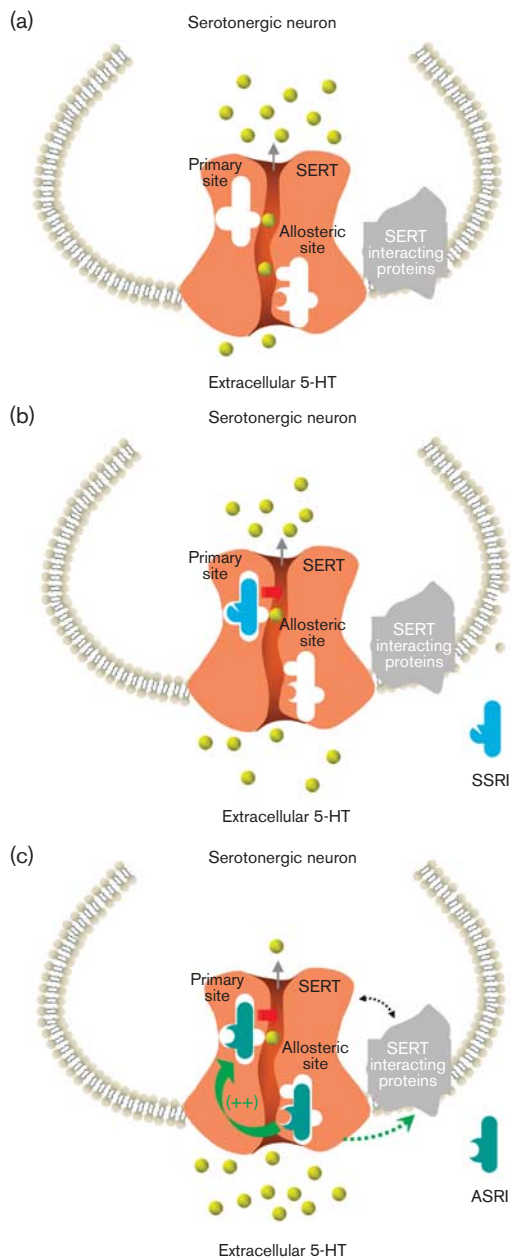 (a)
Serotonergic neuron
Primary
site
SERT
Allosteric
site
SERT
interacting
proteins
Extracellular 5-HT
(b)
Serotonergic neuron
Primary
site
SERT
Allosteric
site
SERT
interacting
proteins
SSRI
Extracellular 5-HT
(c)
Serotonergic neuron
Primary
site
SERT
Allosteric
site
SERT
interacting
proteins
(++)
ASRI
Extracellular 5-HT